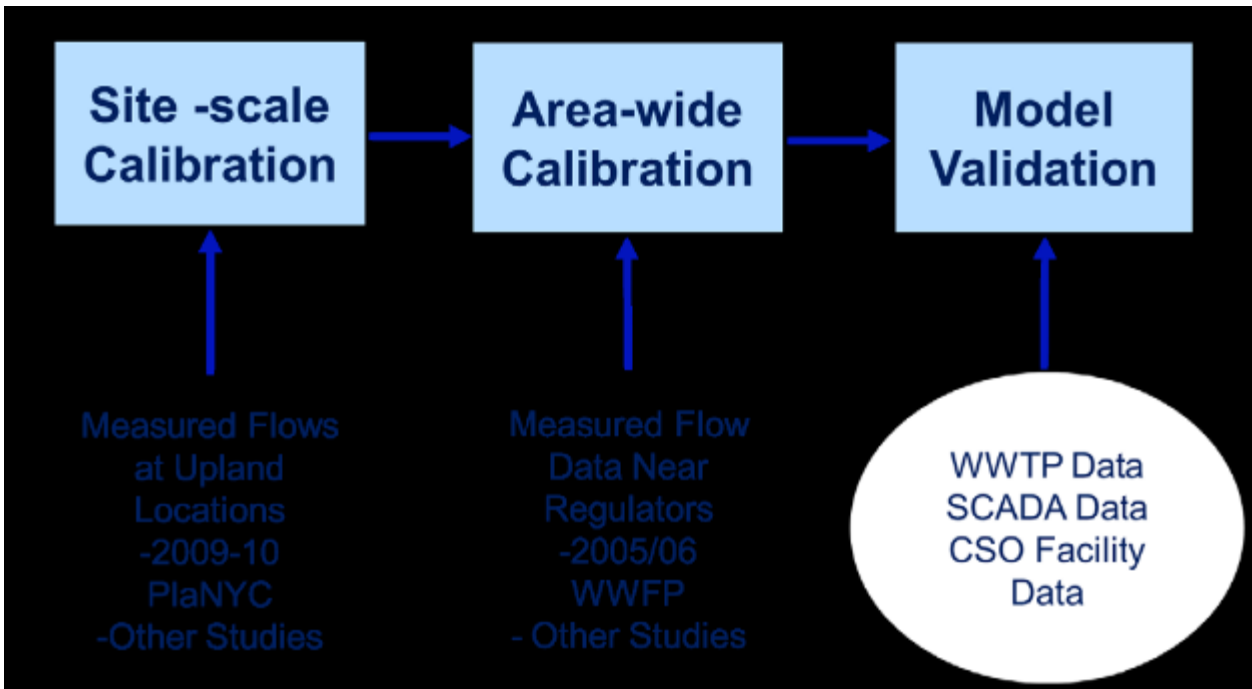 Site -scale
Calibration
Area-wide
Calibration
Model
Validation
Measured Flows
at Upland
Locations
-2009-10
PlaNYC
-Other Studies
Measured Flow
Data Near
Regulators
-2005/06
WWFP
- Other Studies
WWTP Data
SCADA Data
CSO Facility
Data